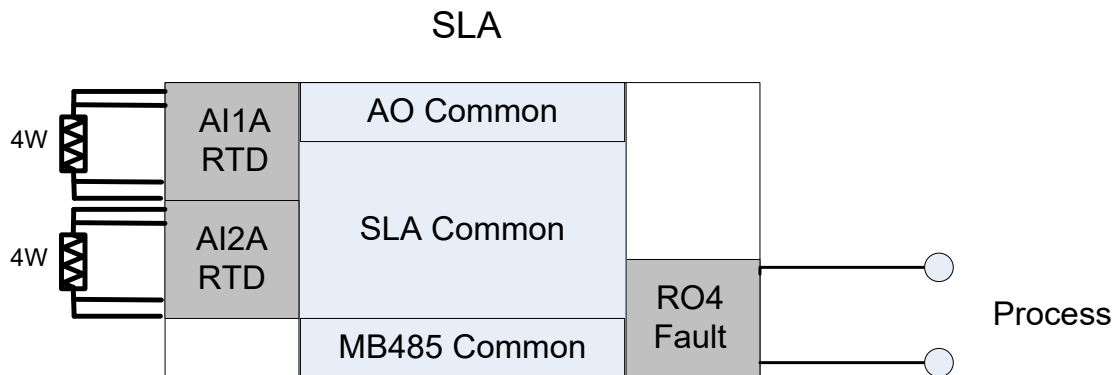 SLA
4W
AI1A
RTD
AO Common
4W
AI2A
RTD
SLA Common
RO4
Fault
Process
MB485 Common